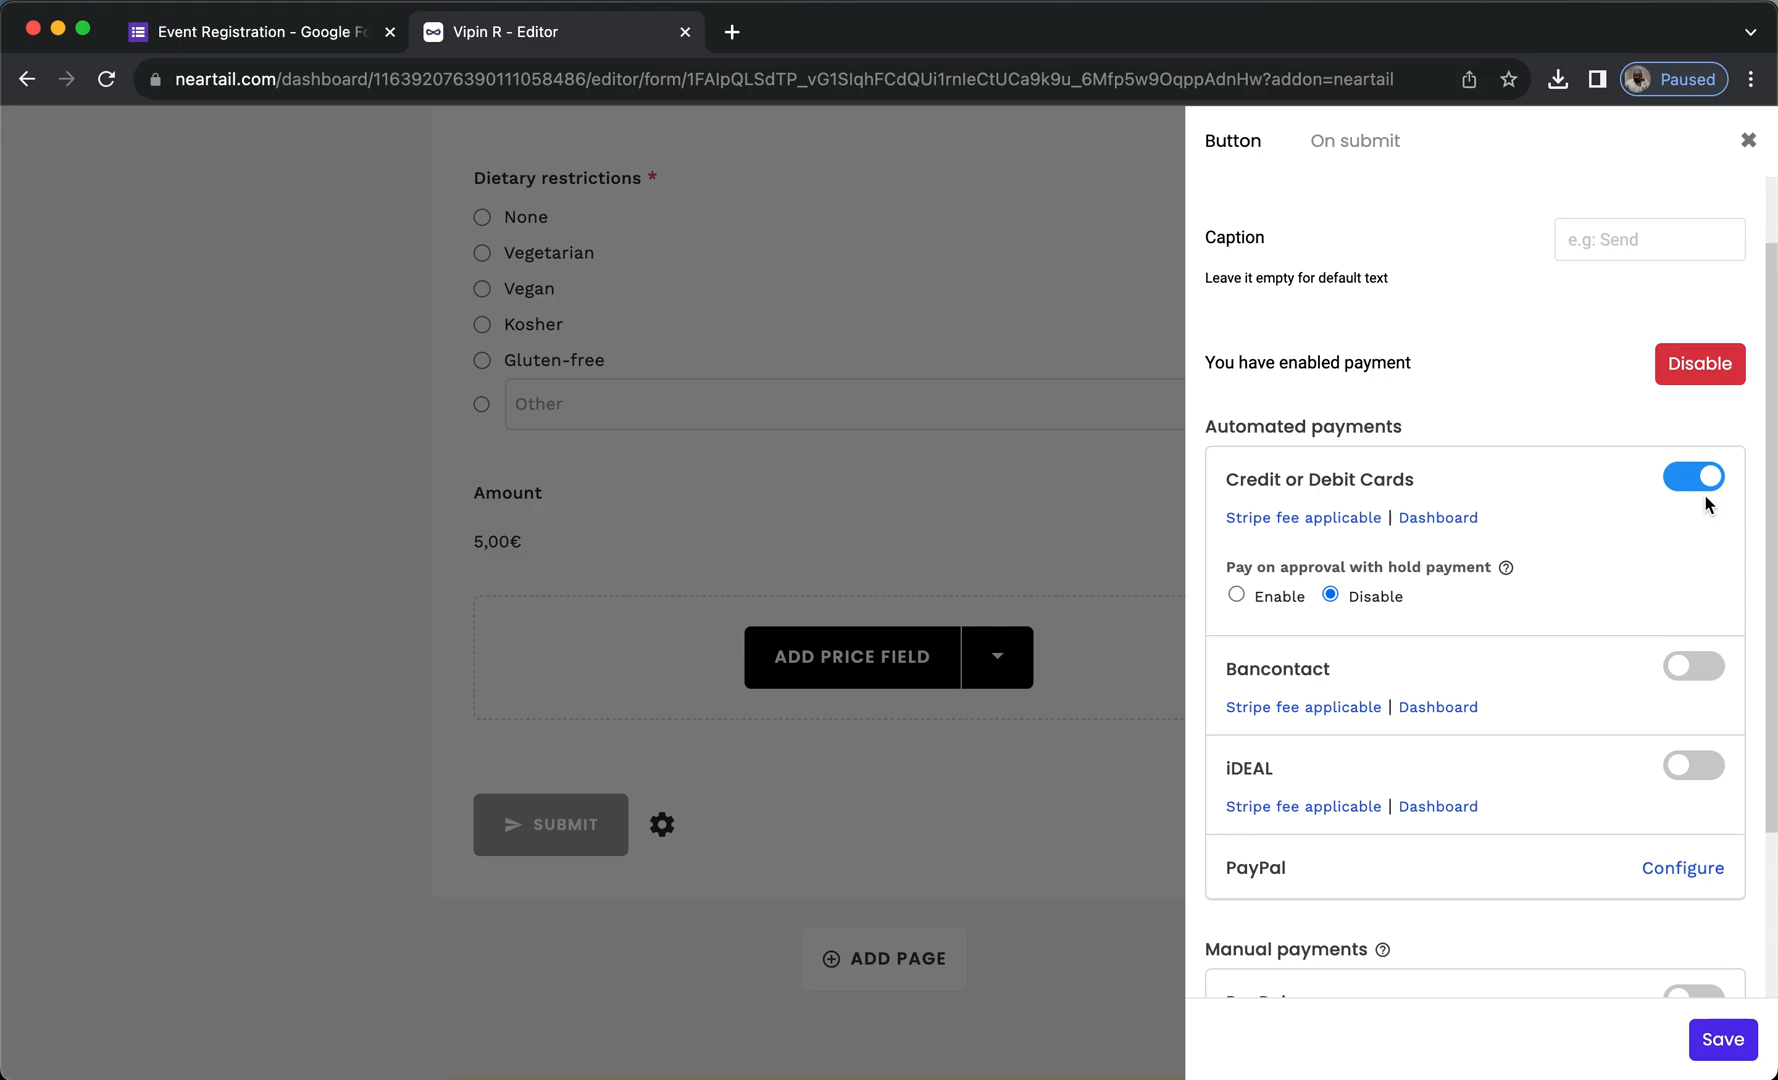 Event Registration - Google Fo
Vipin R - Editor
neartail.com/dashboard/116392076390111058486/editor/form/1FAIpQLSdTP_vG1SlqhFCdQUi1rnleCtUCa9k9u_6Mfp5w9OqppAdnHw?addon=neartail
Paused
Dietary restrictions *
None
Vegetarian
Vegan
Kosher
Gluten-free
Other
Amount
5,00€
ADD PRICE FIELD
SUBMIT
ADD PAGE
Button
On submit
Caption
e.g: Send
Leave it empty for default text
You have enabled payment
Disable
Automated payments
Credit or Debit Cards
Stripe fee applicable | Dashboard
Pay on approval with hold payment ?
Enable
Disable
Bancontact
Stripe fee applicable | Dashboard
iDEAL
Stripe fee applicable | Dashboard
PayPal
Configure
Manual payments ?
Save